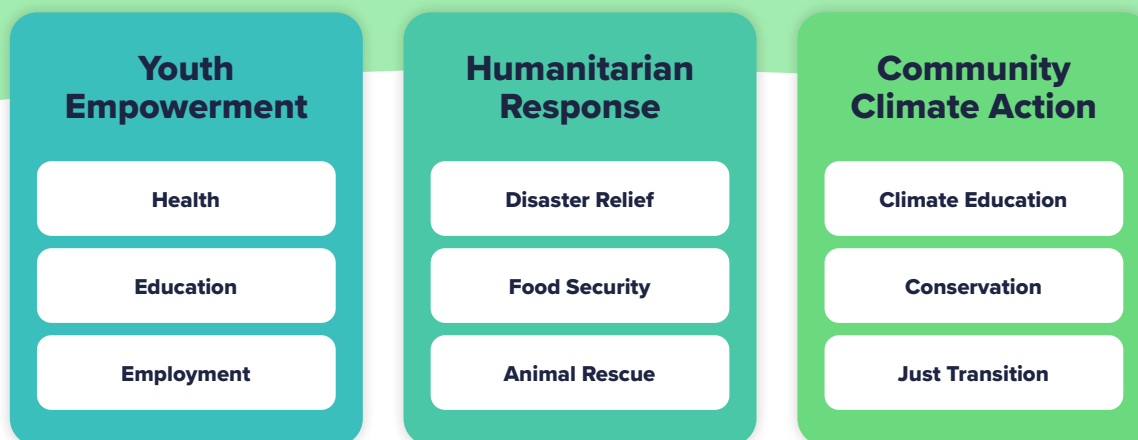 Youth
Empowerment
Health
Education
Employment
Humanitarian
Response
Disaster Relief
Food Security
Animal Rescue
Community
Climate Action
Climate Education
Conservation
Just Transition